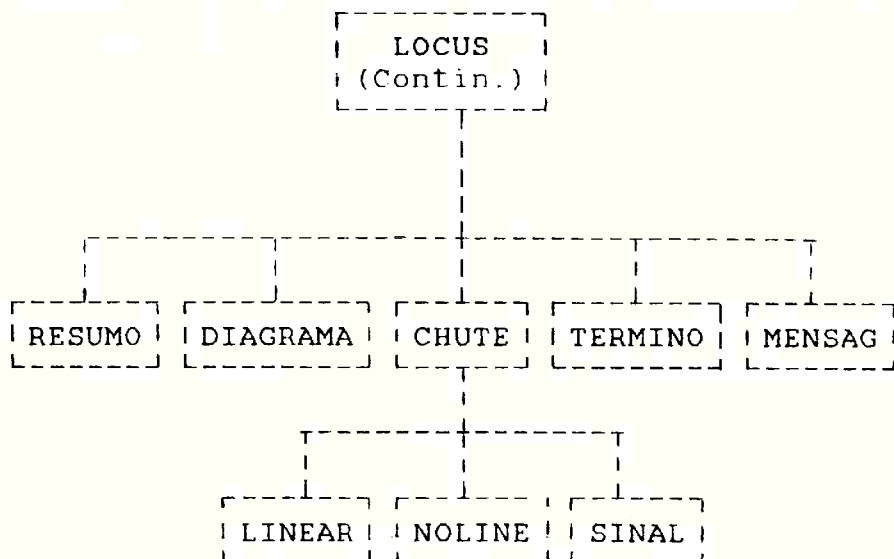 LOCUS
(Contin.)
RESUMO DIAGRAMA CHUTE TERMINO MENSAG
LINEAR NOLINE SINAL